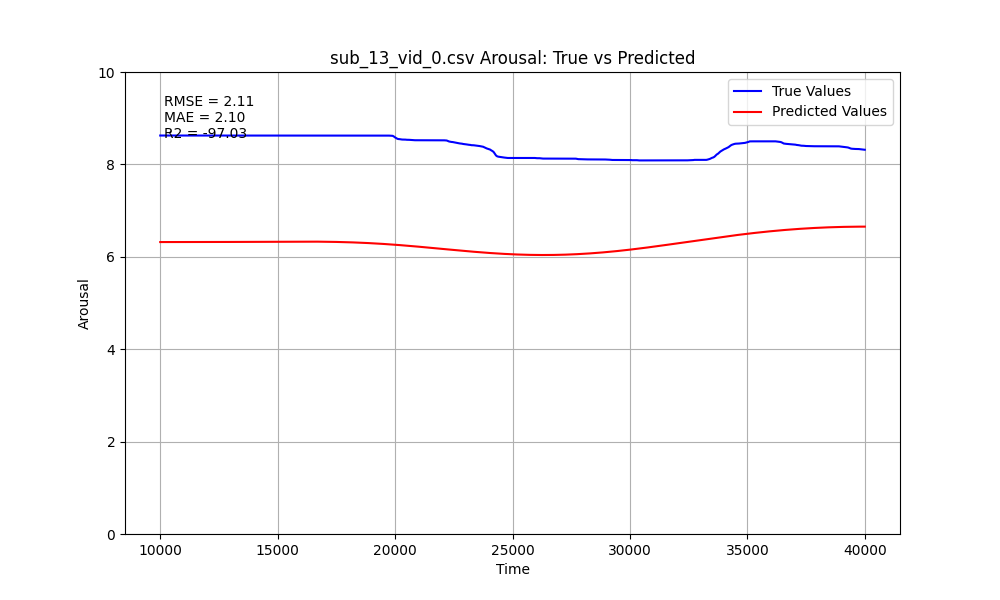 sub_13_vid_0.csv Arousal: True vs Predicted
RMSE = 2.11
MAE = 2.10
R2 = -97.03
True Values
Predicted Values
10
8
6
4
2
0
Arousal
10000 15000 20000 25000 30000 35000 40000
Time